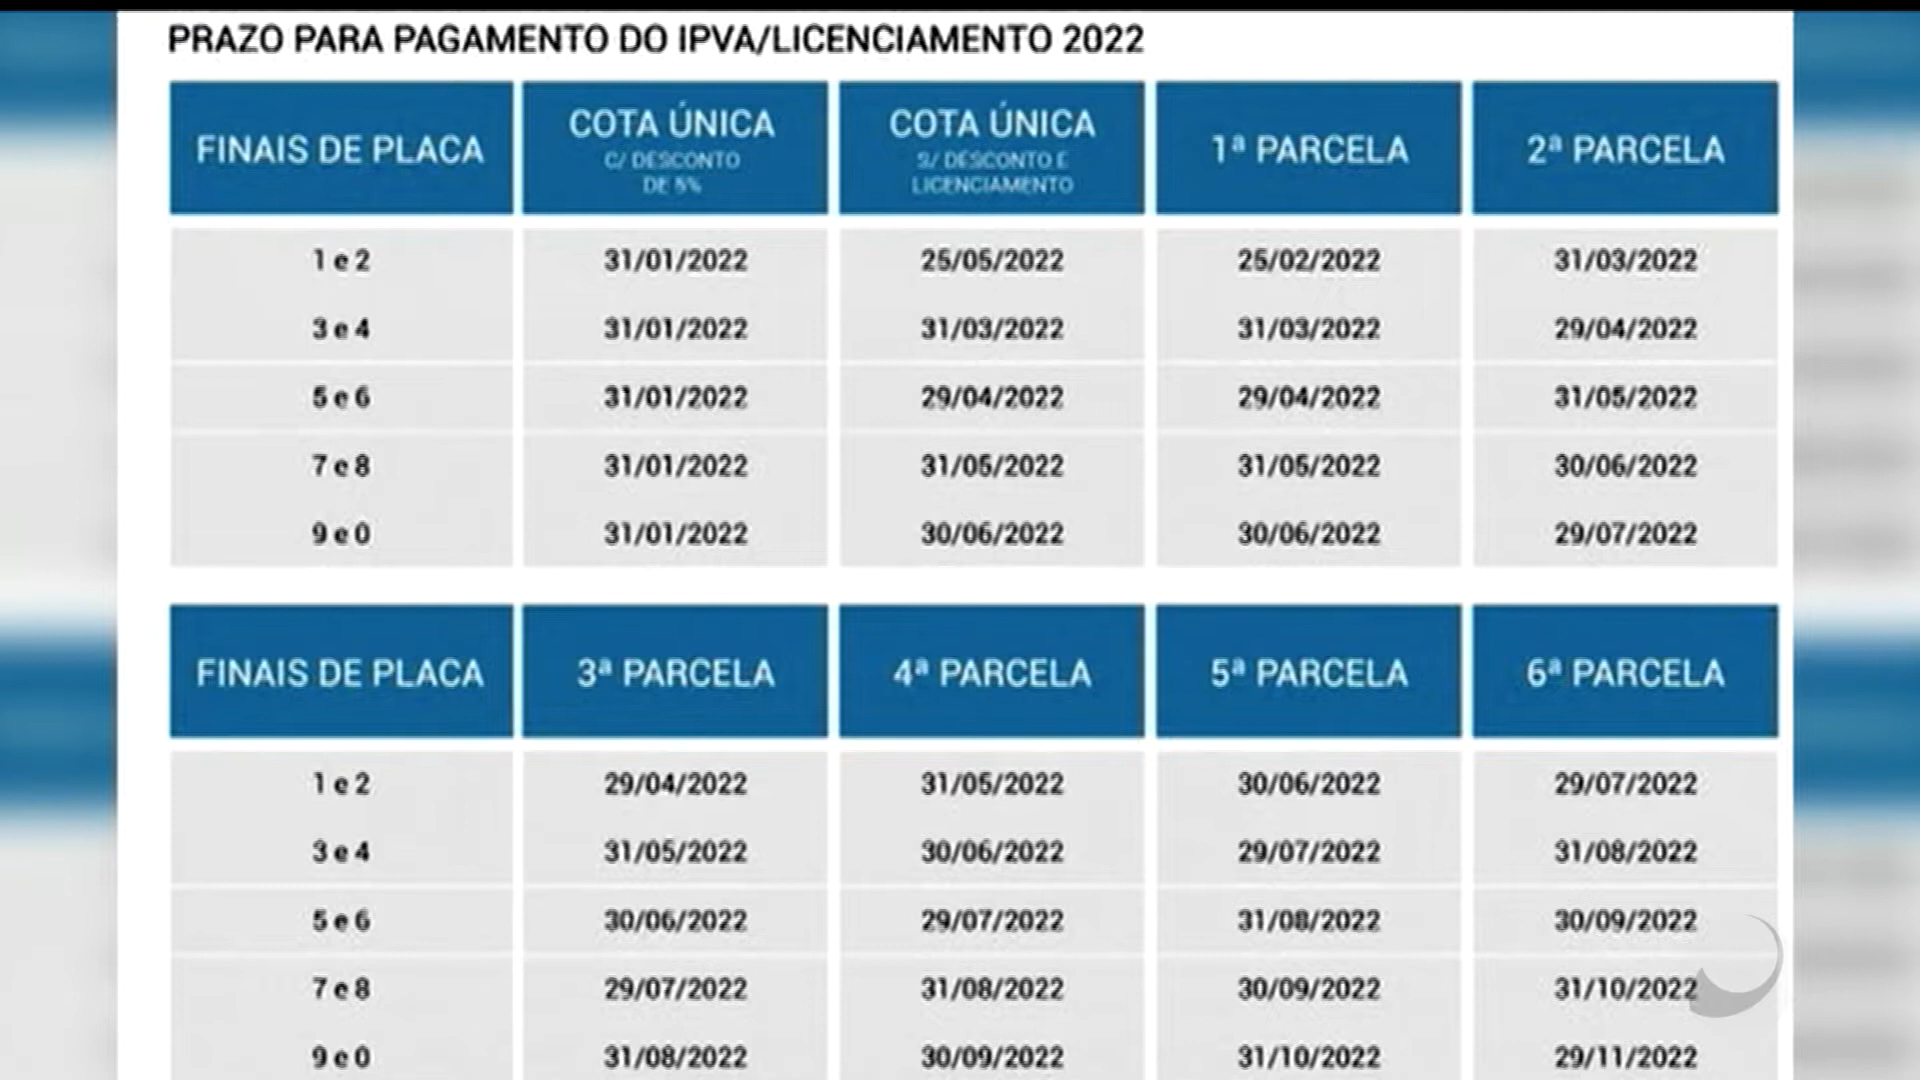 PRAZO PARA PAGAMENTO DO IPVA/LICENCIAMENTO 2022
FINAIS DE PLACA COTA ÚNICA C/ DESCONTO DE 5% COTA ÚNICA S/ DESCONTO E LICENCIAMENTO 1ª PARCELA 2ª PARCELA
1 e 2 31/01/2022 25/05/2022 25/02/2022 31/03/2022
3 e 4 31/01/2022 31/03/2022 31/03/2022 29/04/2022
5 e 6 31/01/2022 29/04/2022 29/04/2022 31/05/2022
7 e 8 31/01/2022 31/05/2022 31/05/2022 30/06/2022
9 e 0 31/01/2022 30/06/2022 30/06/2022 29/07/2022
FINAIS DE PLACA 3ª PARCELA 4ª PARCELA 5ª PARCELA 6ª PARCELA
1 e 2 29/04/2022 31/05/2022 30/06/2022 29/07/2022
3 e 4 31/05/2022 30/06/2022 29/07/2022 31/08/2022
5 e 6 30/06/2022 29/07/2022 31/08/2022 30/09/2022
7 e 8 29/07/2022 31/08/2022 30/09/2022 31/10/2022
9 e 0 31/08/2022 30/09/2022 31/10/2022 29/11/2022